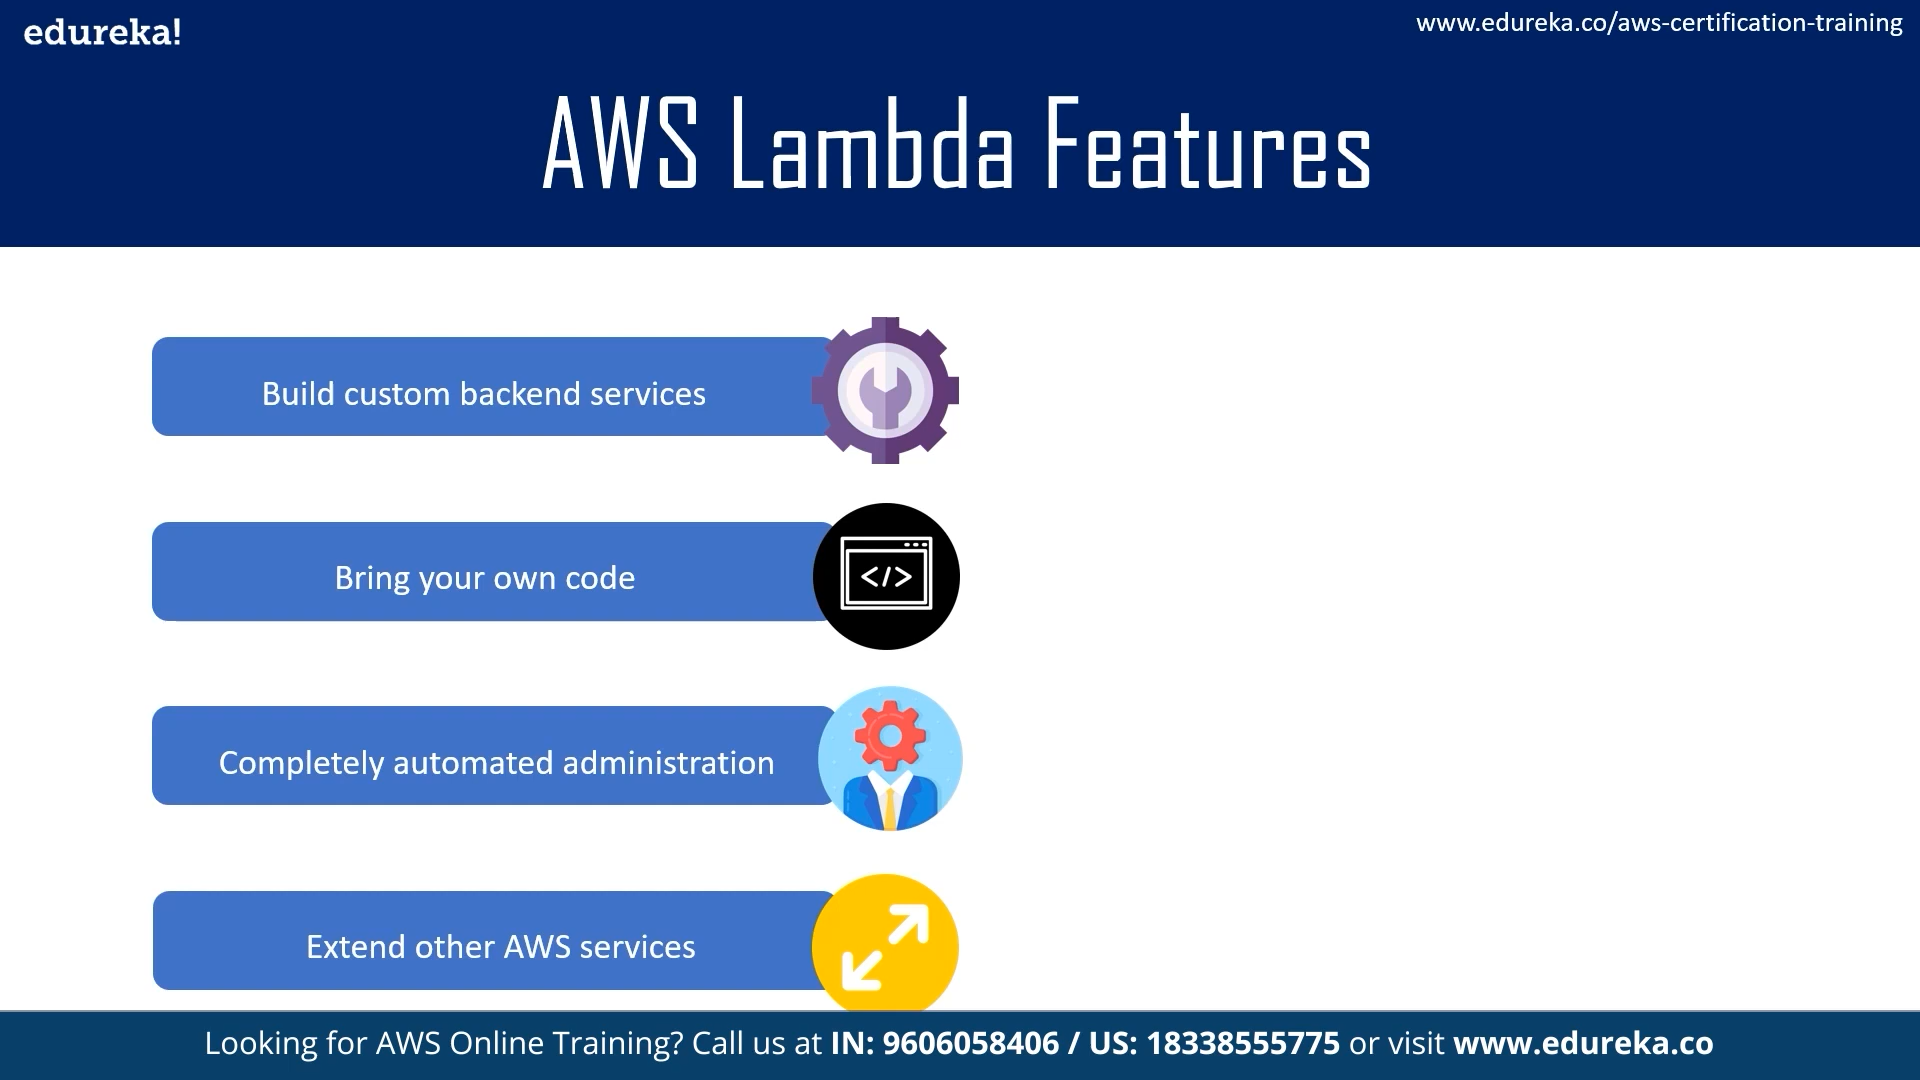 edureka!
www.edureka.co/aws-certification-training
AWS Lambda Features
Build custom backend services
Bring your own code
</>
Completely automated administration
Extend other AWS services
Looking for AWS Online Training? Call us at IN: 9606058406 / US: 18338555775 or visit www.edureka.co